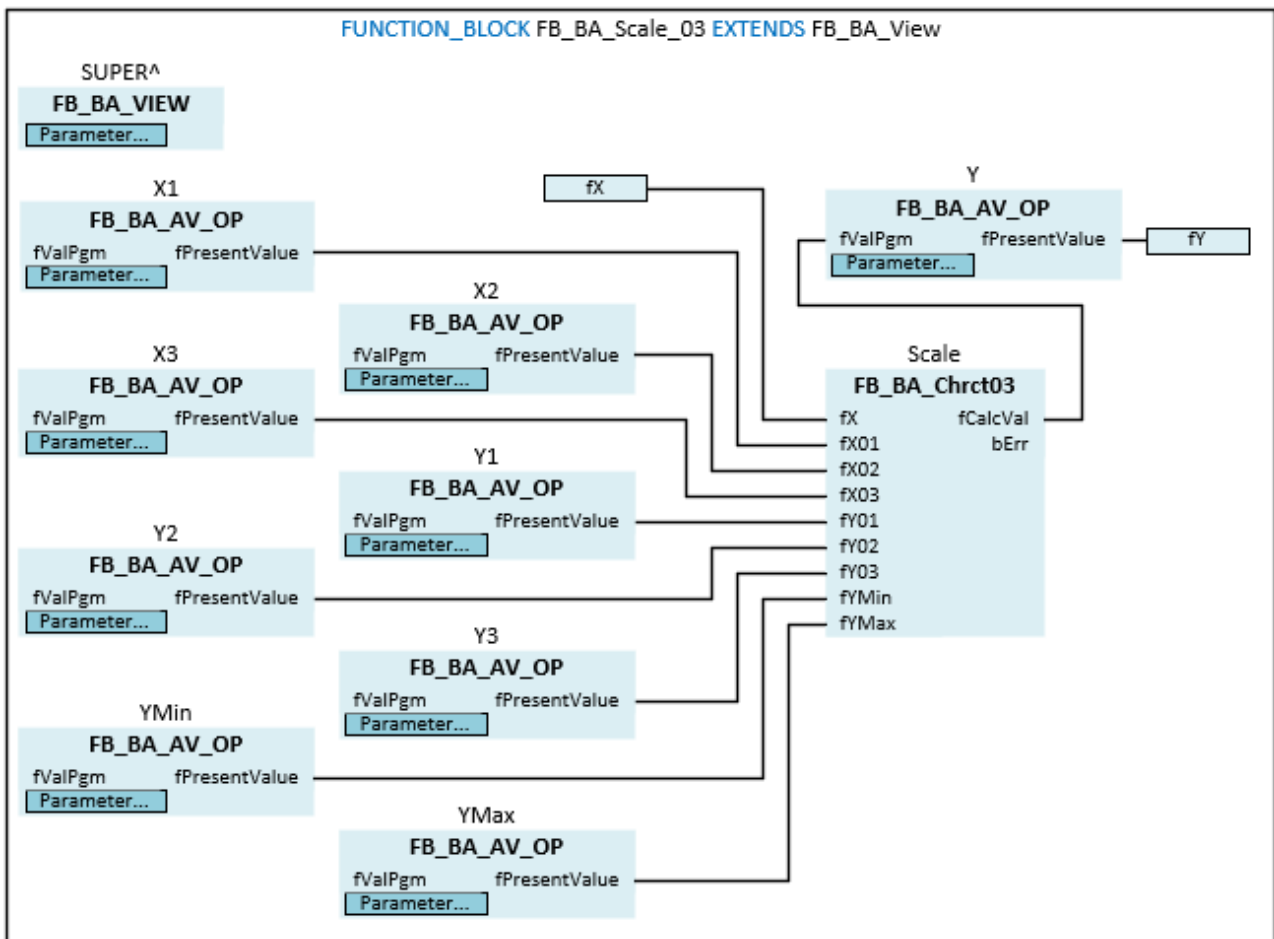 FUNCTION_BLOCK FB_BA_Scale_03 EXTENDS FB_BA_View
SUPER^
FB_BA_VIEW
Parameter...
X1
FB_BA_AV_OP
fValPgm fPresentValue
Parameter...
fX
Y
FB_BA_AV_OP
fValPgm fPresentValue
Parameter...
fY
X2
FB_BA_AV_OP
fValPgm fPresentValue
Parameter...
X3
FB_BA_AV_OP
fValPgm fPresentValue
Parameter...
Scale
FB_BA_Chrct03
fX fCalcVal
fX01 bErr
fX02
fX03
fY01
fY02
fY03
fYMin
fYMax
Y1
FB_BA_AV_OP
fValPgm fPresentValue
Parameter...
Y2
FB_BA_AV_OP
fValPgm fPresentValue
Parameter...
Y3
FB_BA_AV_OP
fValPgm fPresentValue
Parameter...
YMin
FB_BA_AV_OP
fValPgm fPresentValue
Parameter...
YMax
FB_BA_AV_OP
fValPgm fPresentValue
Parameter...